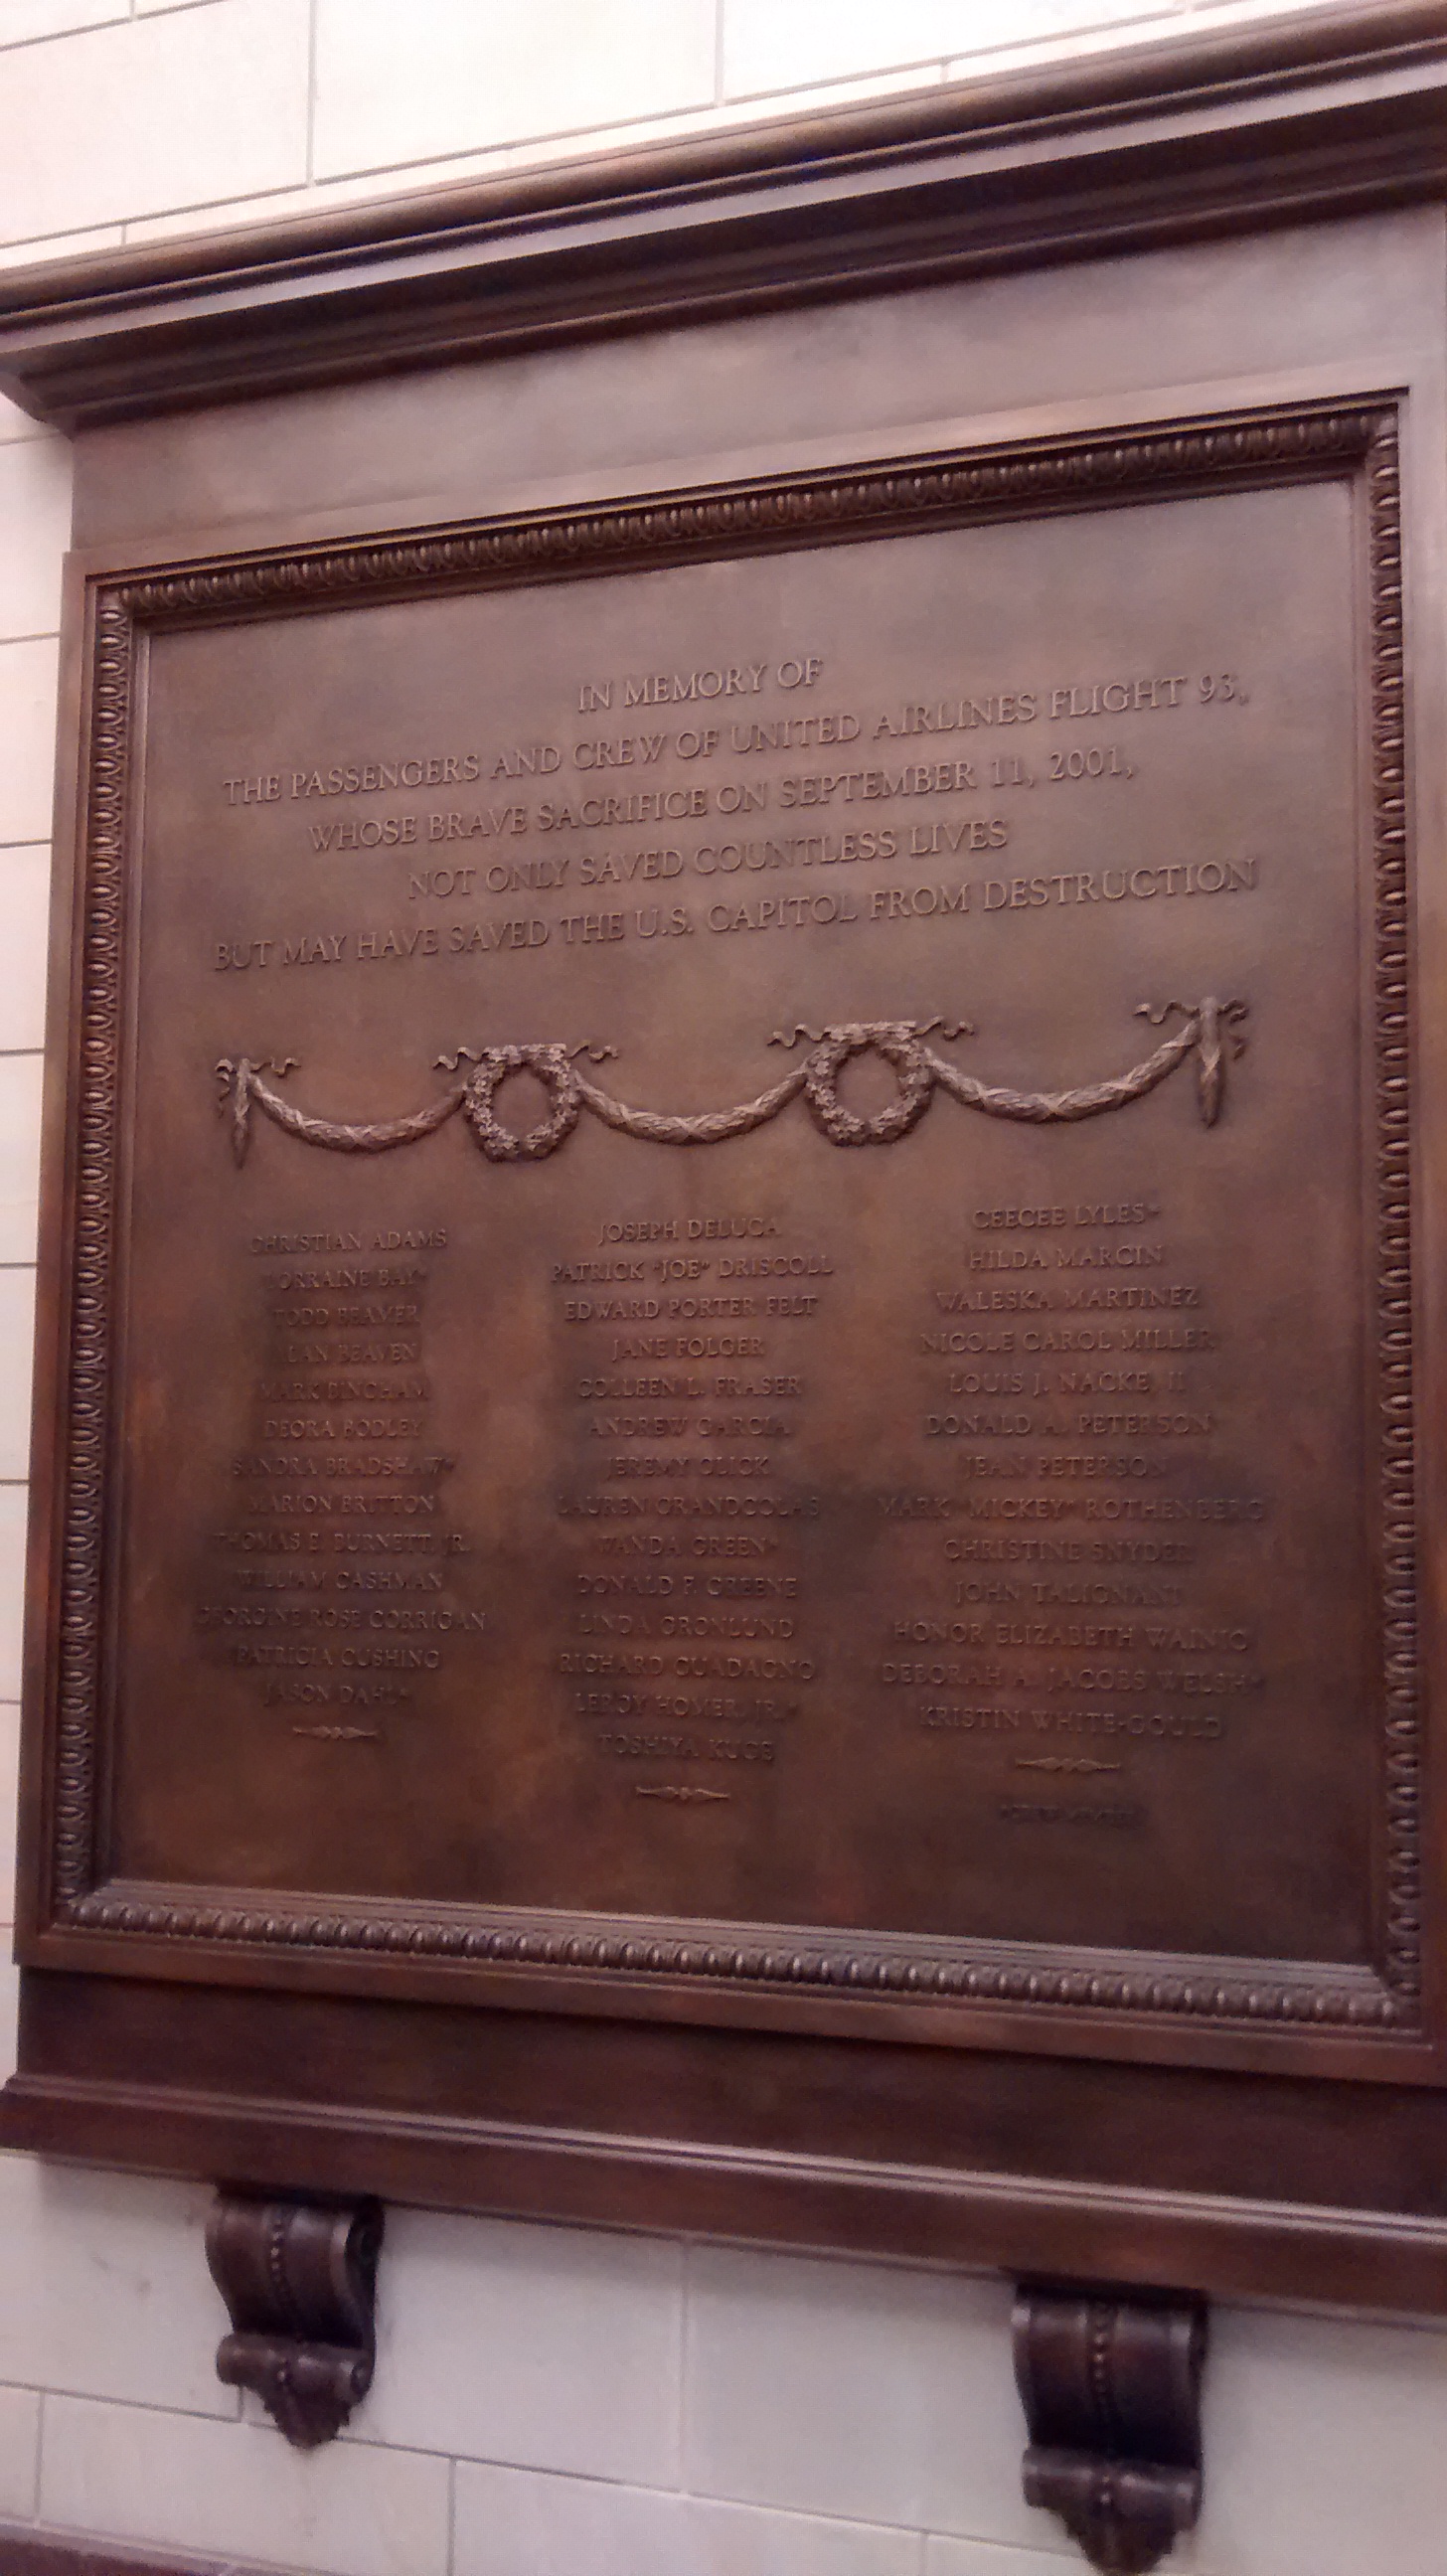 IN MEMORY OF
THE PASSENGERS AND CREW OF UNITED AIRLINES FLIGHT 93,
WHOSE BRAVE SACRIFICE ON SEPTEMBER 11, 2001,
NOT ONLY SAVED COUNTLESS LIVES
BUT MAY HAVE SAVED THE U.S. CAPITOL FROM DESTRUCTION
CHRISTIAN ADAMS
LORRAINE BAY*
TODD BEAMER
ALAN BEAVEN
MARK BINGHAM
DEORA BODLEY
SANDRA BRADSHAW*
MARION BRITTON
THOMAS E. BURNETT, JR.
WILLIAM CASHMAN
GEORGINE ROSE CORRIGAN
PATRICIA CUSHING
JASON DAHL*
JOSEPH DELUCA
PATRICK "JOE" DRISCOLL
EDWARD PORTER FELT
JANE FOLGER
COLLEEN L. FRASER
ANDREW GARCIA
JEREMY GLICK
LAUREN GRANDCOLAS
WANDA GREEN*
DONALD F. GREENE
LINDA GRONLUND
RICHARD GUADAGNO
LEROY HOMER, JR.*
TOSHIYA KUGE
CEECEE LYLES*
HILDA MARCIN
WALESKA MARTINEZ
NICOLE CAROL MILLER
LOUIS J. NACKE, II
DONALD A. PETERSON
JEAN PETERSON
MARK "MICKEY" ROTHENBERG
CHRISTINE SNYDER
JOHN TALIGNANI
HONOR ELIZABETH WAINIO
DEBORAH A. JACOBS WELSH*
KRISTIN WHITE-GOULD